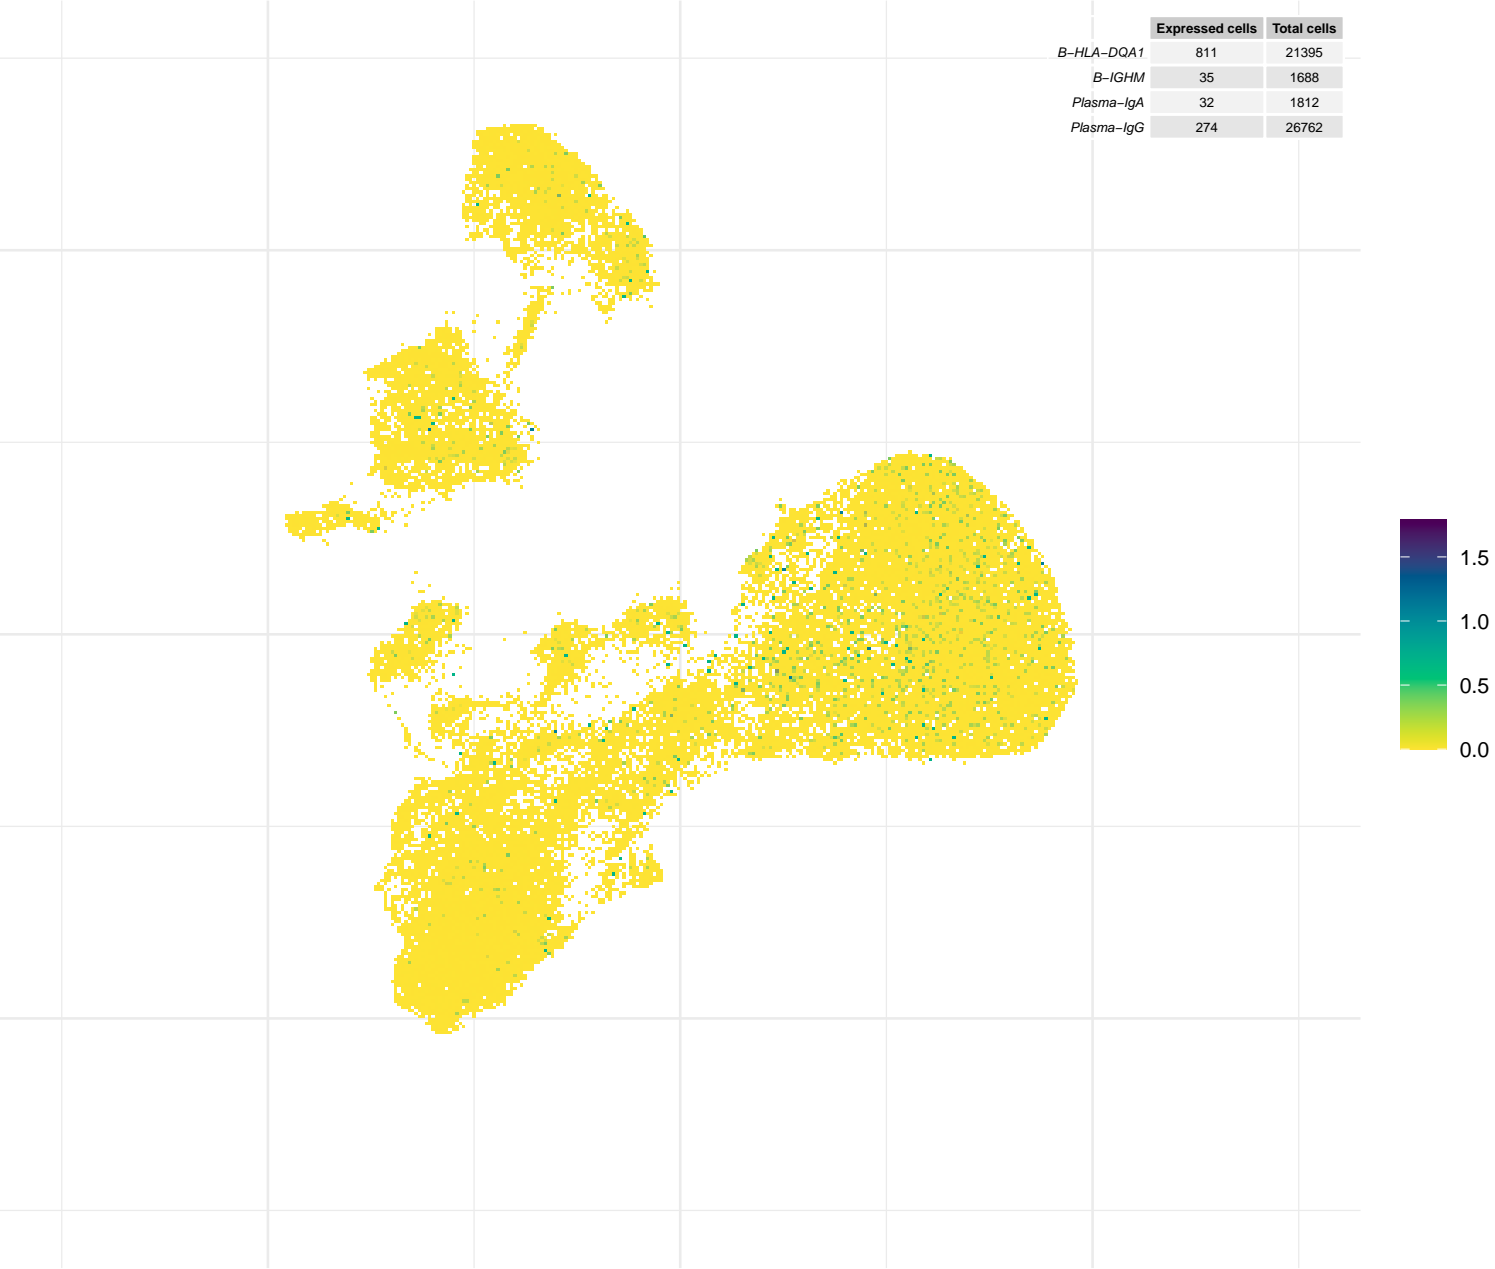 Expressed cells Total cells
B−HLA−DQA1 811 21395
B−IGHM 35 1688
Plasma−IgA 32 1812
Plasma−IgG 274 26762
1.5
1.0
0.5
0.0